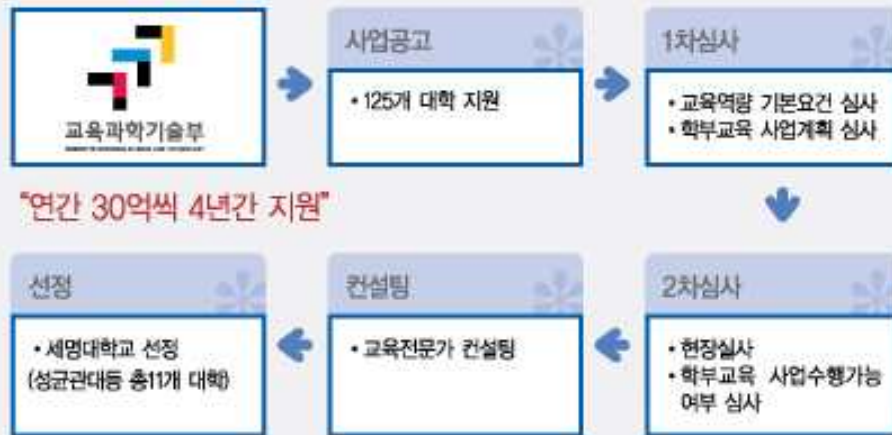 교육과학기술부
사업공고
• 125개 대학 지원
1차심사
• 교육역량 기본요건 심사
• 학부교육 사업계획 심사
"연간 30억씩 4년간 지원"
선정
• 세명대학교 선정
(성균관대등 총11개 대학)
컨설팅
• 교육전문가 컨설팅
2차심사
• 현장실사
• 학부교육 사업수행가능
여부 심사